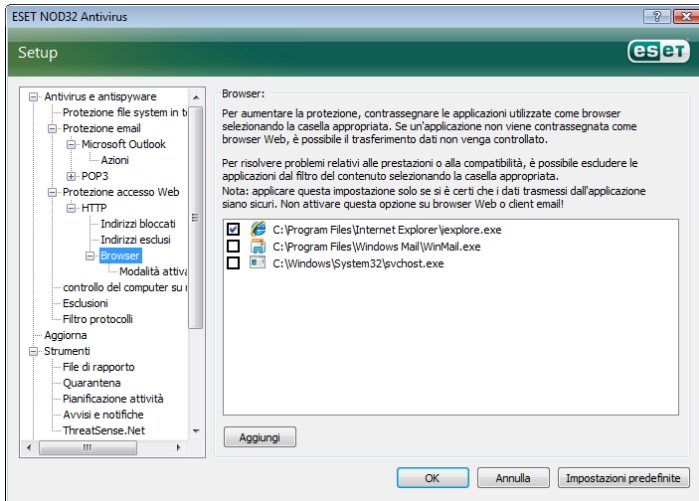 ESET NOD32 Antivirus
Setup
eset
Antivirus e antispyware
Protezione file system in t
Protezione email
Microsoft Outlook
Azioni
POP3
Protezione accesso Web
HTTP
Indirizzi bloccati
Indirizzi esclusi
Browser
Modalità attiva
controllo del computer su
Esclusioni
Filtro protocolli
Aggiorna
Strumenti
File di rapporto
Quarantena
Pianificazione attività
Avvisi e notifiche
ThreatSense.Net
Browser:
Per aumentare la protezione, contrassegnare le applicazioni utilizzate come browser
selezionando la casella appropriata. Se un'applicazione non viene contrassegnata come
browser Web, è possibile il trasferimento dati non venga controllato.
Per risolvere problemi relativi alle prestazioni o alla compatibilità, è possibile escludere le
applicazioni dal filtro del contenuto selezionando la casella appropriata.
Nota: applicare questa impostazione solo se si è certi che i dati trasmessi dall'applicazione
siano sicuri. Non attivare questa opzione su browser Web o client email!
C:\Program Files\Internet Explorer\iexplore.exe
C:\Program Files\Windows Mail\WinMail.exe
C:\Windows\System32\svchost.exe
Aggiungi
OK
Annulla
Impostazioni predefinite